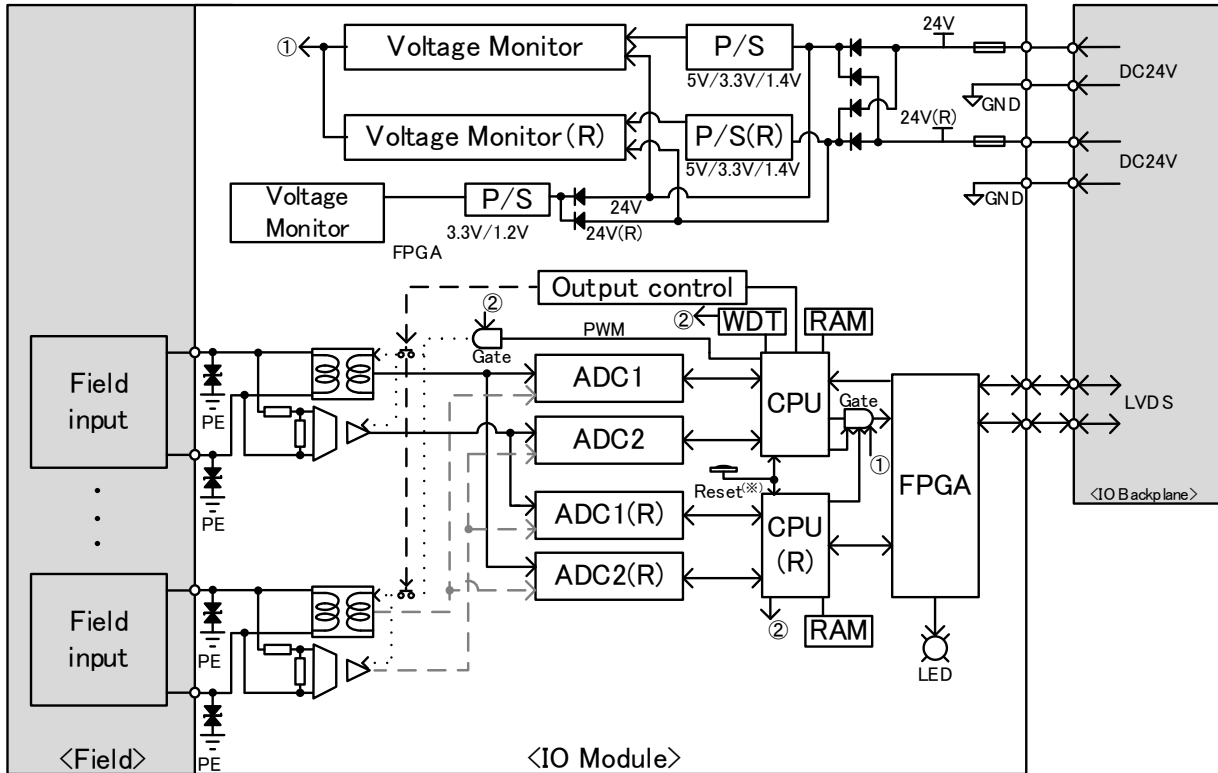 ①
Voltage Monitor
P/S
5V/3.3V/1.4V
24V
DC24V
GND
Voltage Monitor(R)
P/S(R)
5V/3.3V/1.4V
24V(R)
DC24V
GND
Voltage
Monitor
P/S
3.3V/1.2V
24V
24V(R)
FPGA
Output control
②
Gate
PWM
②
WDT
RAM
Field
input
PE
PE
ADC1
ADC2
CPU
Gate
①
FPGA
LVDS
Reset(※)
<IO Backplane>
ADC1(R)
ADC2(R)
CPU
(R)
②
RAM
LED
Field
input
PE
PE
<Field>
<IO Module>